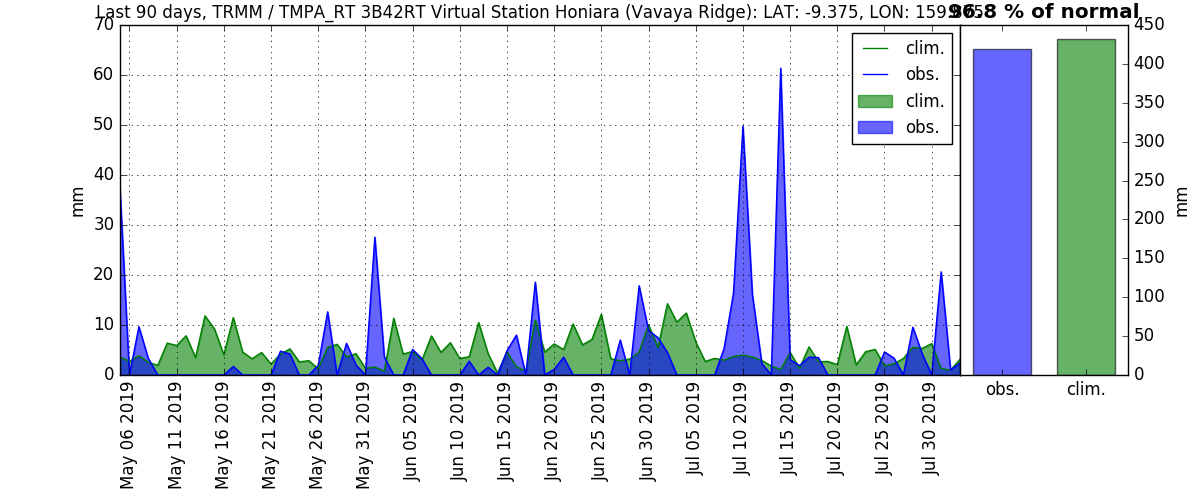 Last 90 days, TRMM / TMPA_RT 3B42RT Virtual Station Honiara (Vavaya Ridge): LAT: -9.375, LON:
96.8 % of normal
70
60
50
40
30
20
10
0
mm
clim.
obs.
clim.
obs.
450
400
350
300
250
200
150
100
50
0
mm
May 06 2019
May 11 2019
May 16 2019
May 21 2019
May 26 2019
May 31 2019
Jun 05 2019
Jun 10 2019
Jun 15 2019
Jun 20 2019
Jun 25 2019
Jun 30 2019
Jul 05 2019
Jul 10 2019
Jul 15 2019
Jul 20 2019
Jul 25 2019
Jul 30 2019
obs.
clim.